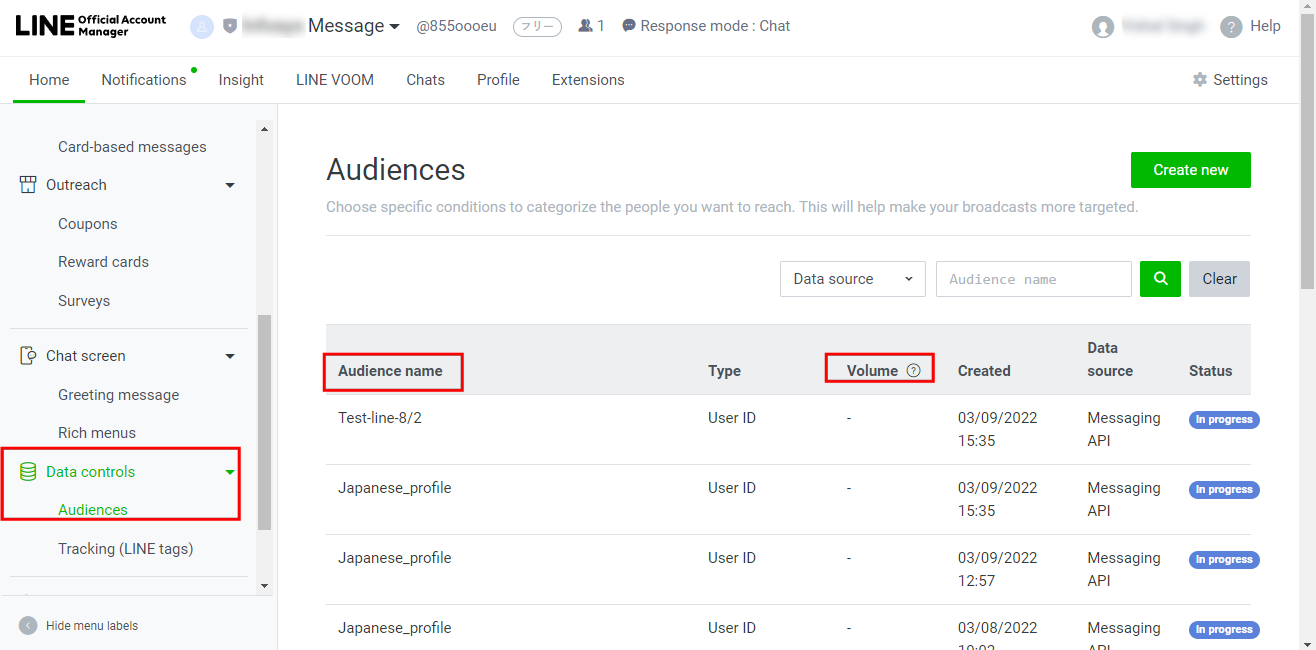 LINE Official Account Manager
Message @855oooeu フリー 1 Response mode : Chat
? Help
Home Notifications Insight LINE VOOM Chats Profile Extensions Settings
Card-based messages
Outreach
Coupons
Reward cards
Surveys
Chat screen
Greeting message
Rich menus
Data controls
Audiences
Tracking (LINE tags)
Hide menu labels
Audiences
Create new
Choose specific conditions to categorize the people you want to reach. This will help make your broadcasts more targeted.
Data source Audience name Clear
Audience name Type Volume ? Created Data source Status
Test-line-8/2 User ID - 03/09/2022 15:35 Messaging API In progress
Japanese_profile User ID - 03/09/2022 15:35 Messaging API In progress
Japanese_profile User ID - 03/09/2022 12:57 Messaging API In progress
Japanese_profile User ID - 03/08/2022 Messaging In progress